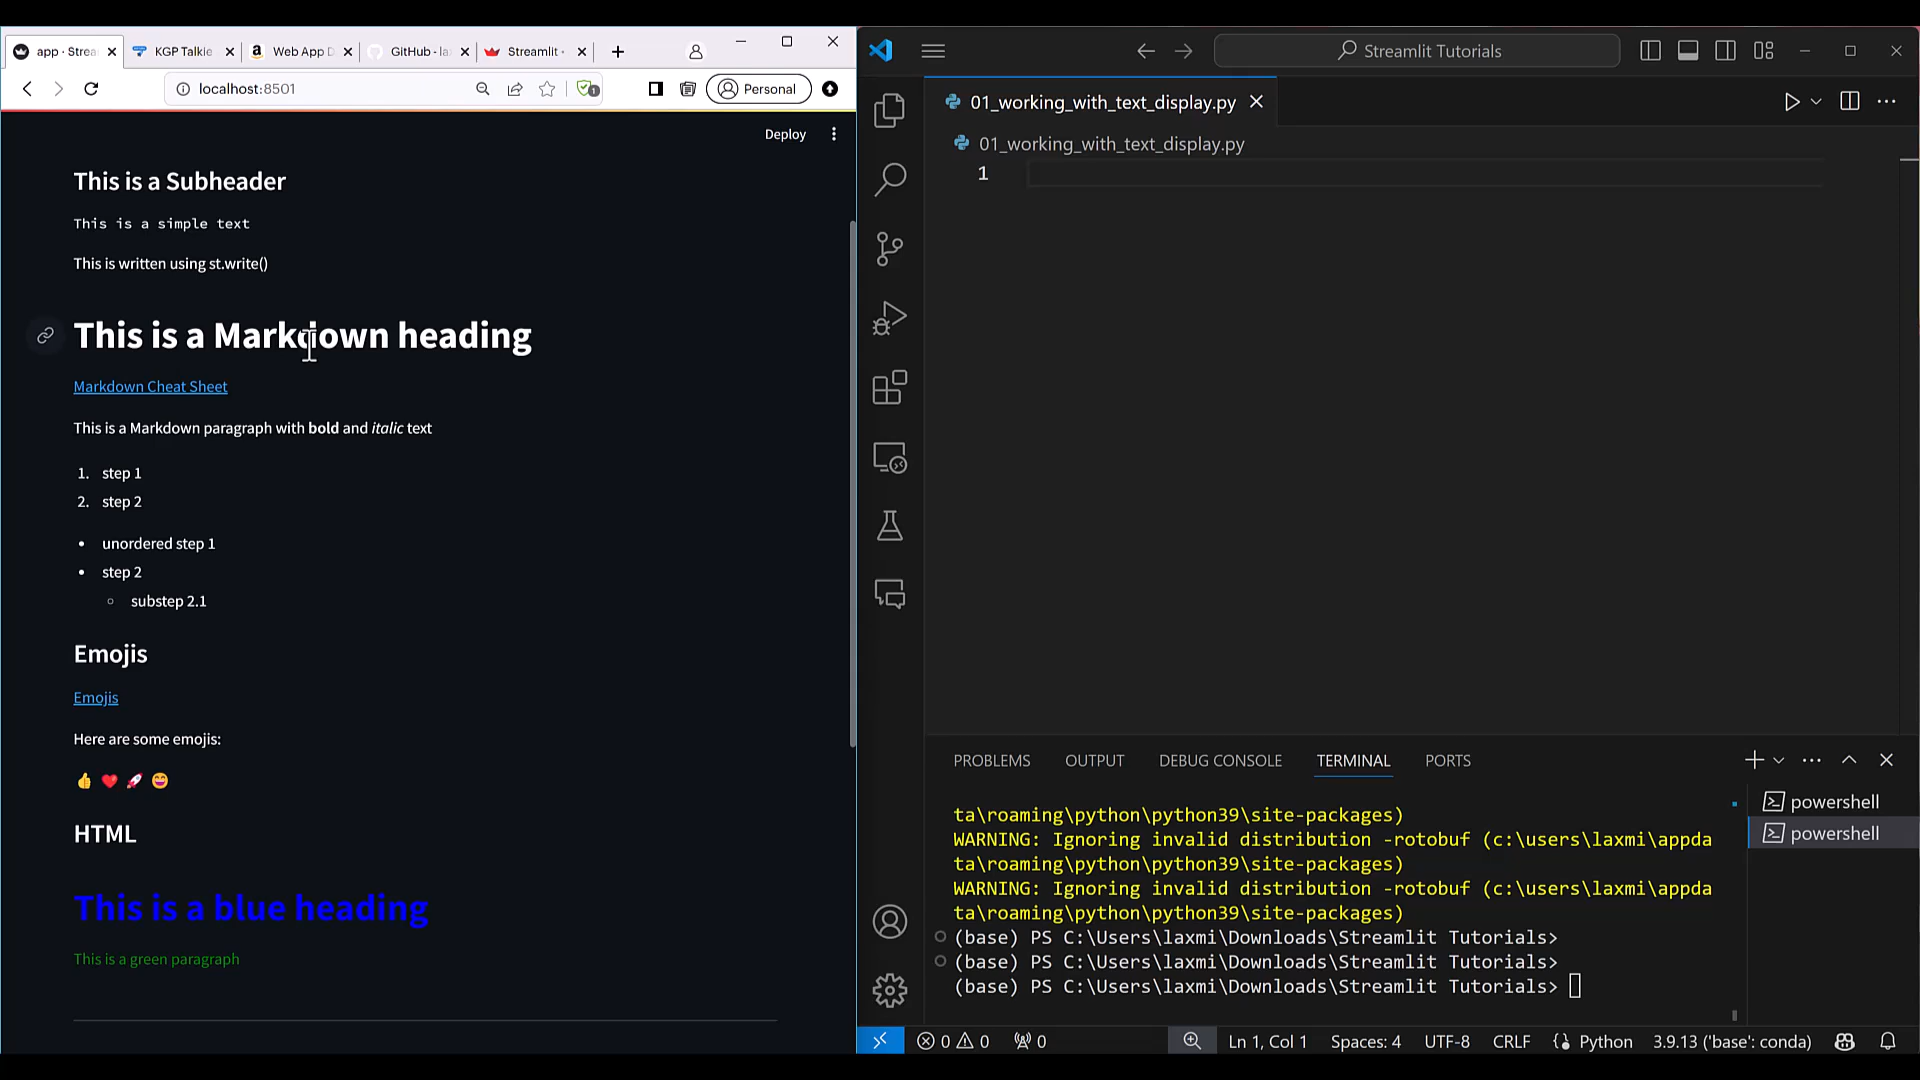 app · Strea
KGP Talkie
Web App D
GitHub - la
Streamlit ·
localhost:8501
Personal
Deploy
This is a Subheader
This is a simple text
This is written using st.write()
This is a Markdown heading
Markdown Cheat Sheet
This is a Markdown paragraph with bold and italic text
1. step 1
2. step 2
• unordered step 1
• step 2
◦ substep 2.1
Emojis
Emojis
Here are some emojis:
👍 ❤️ 🚀 😄
HTML
This is a blue heading
This is a green paragraph
Streamlit Tutorials
01_working_with_text_display.py
01_working_with_text_display.py
1
PROBLEMS OUTPUT DEBUG CONSOLE TERMINAL PORTS
ta\roaming\python\python39\site-packages)
WARNING: Ignoring invalid distribution -rotobuf (c:\users\laxmi\appda
ta\roaming\python\python39\site-packages)
WARNING: Ignoring invalid distribution -rotobuf (c:\users\laxmi\appda
ta\roaming\python\python39\site-packages)
(base) PS C:\Users\laxmi\Downloads\Streamlit Tutorials>
(base) PS C:\Users\laxmi\Downloads\Streamlit Tutorials>
(base) PS C:\Users\laxmi\Downloads\Streamlit Tutorials>
powershell
powershell
0 0 0
Ln 1, Col 1 Spaces: 4 UTF-8 CRLF Python 3.9.13 ('base': conda)